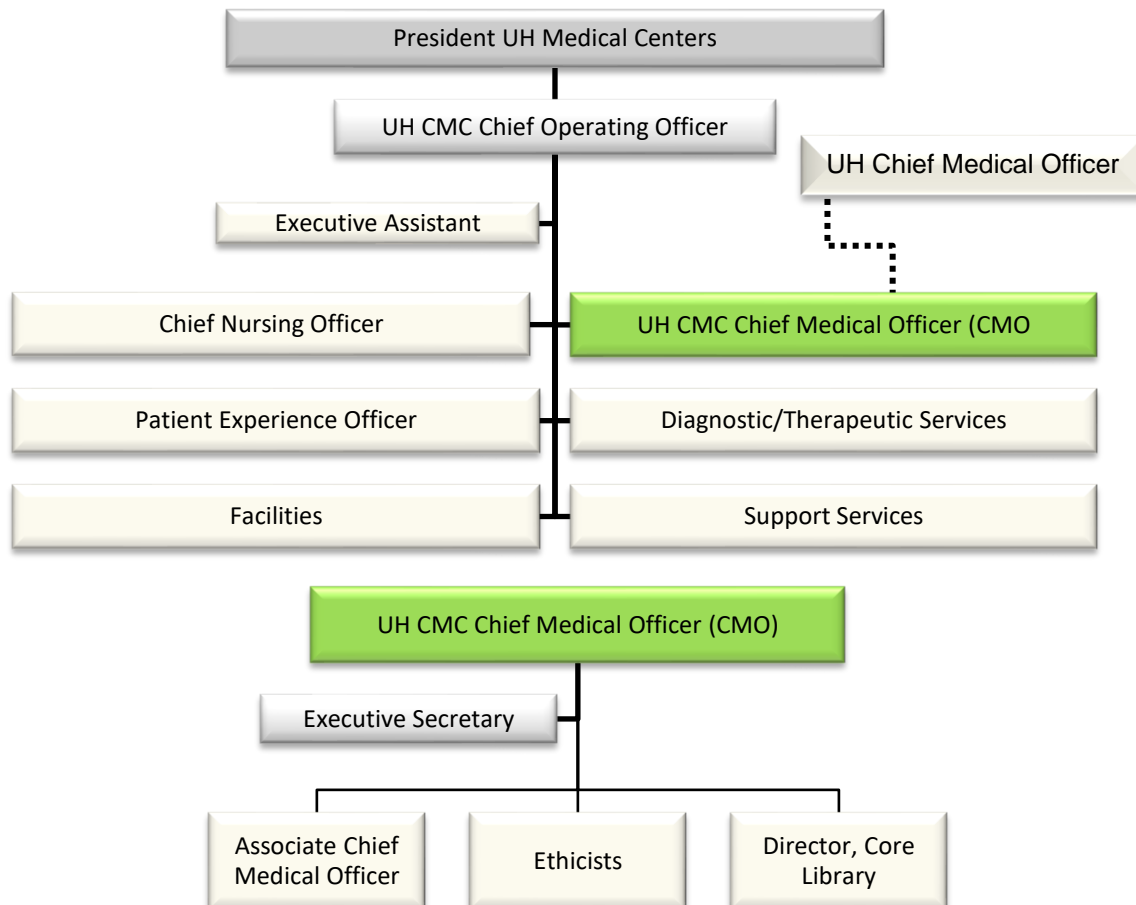 President UH Medical Centers
UH CMC Chief Operating Officer
UH Chief Medical Officer
Executive Assistant
Chief Nursing Officer
UH CMC Chief Medical Officer (CMO
Patient Experience Officer
Diagnostic/Therapeutic Services
Facilities
Support Services
UH CMC Chief Medical Officer (CMO)
Executive Secretary
Associate Chief
Medical Officer
Ethicists
Director, Core
Library